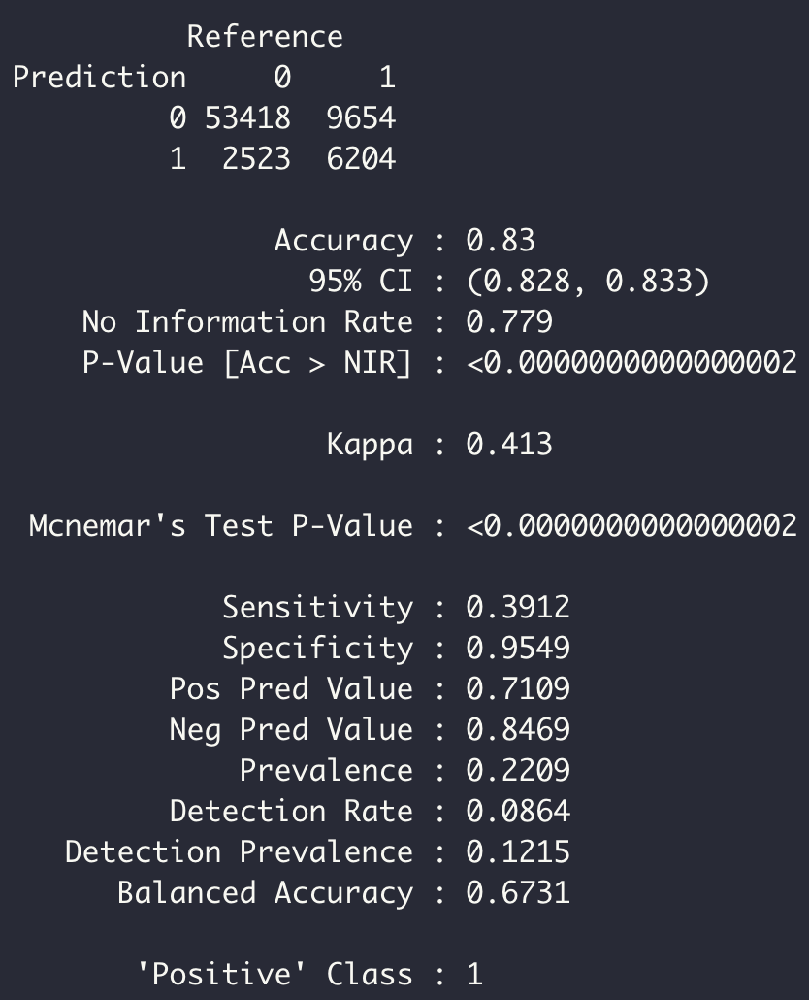 Reference
Prediction 0 1
0 53418 9654
1 2523 6204
Accuracy : 0.83
95% CI : (0.828, 0.833)
No Information Rate : 0.779
P-Value [Acc > NIR] : <0.0000000000000002
Kappa : 0.413
Mcnemar's Test P-Value : <0.0000000000000002
Sensitivity : 0.3912
Specificity : 0.9549
Pos Pred Value : 0.7109
Neg Pred Value : 0.8469
Prevalence : 0.2209
Detection Rate : 0.0864
Detection Prevalence : 0.1215
Balanced Accuracy : 0.6731
'Positive' Class : 1